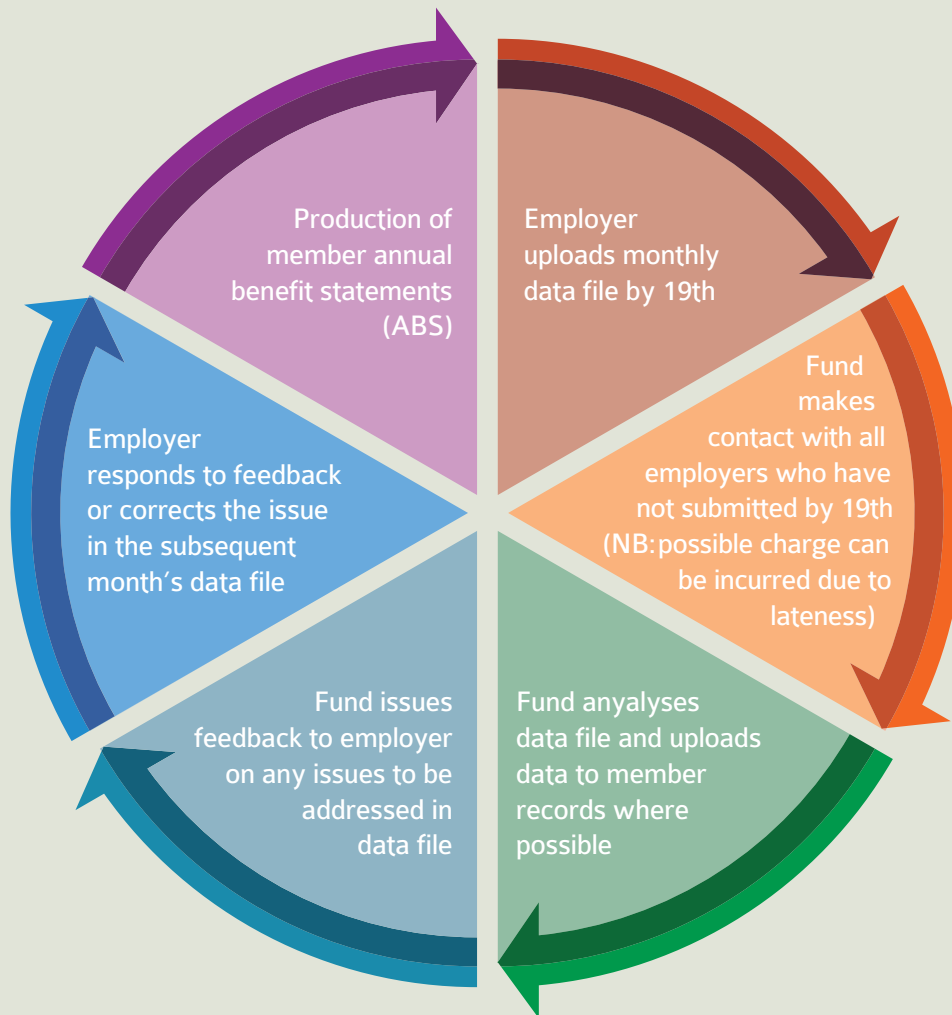 Production of
member annual
benefit statements
(ABS)
Employer
uploads monthly
data file by 19th
Fund
makes
contact with all
employers who have
not submitted by 19th
(NB: possible charge can
be incurred due to
lateness)
Fund anyalyses
data file and uploads
data to member
records where
possible
Fund issues
feedback to employer
on any issues to be
addressed in
data file
Employer
responds to feedback
or corrects the issue
in the subsequent
month's data file